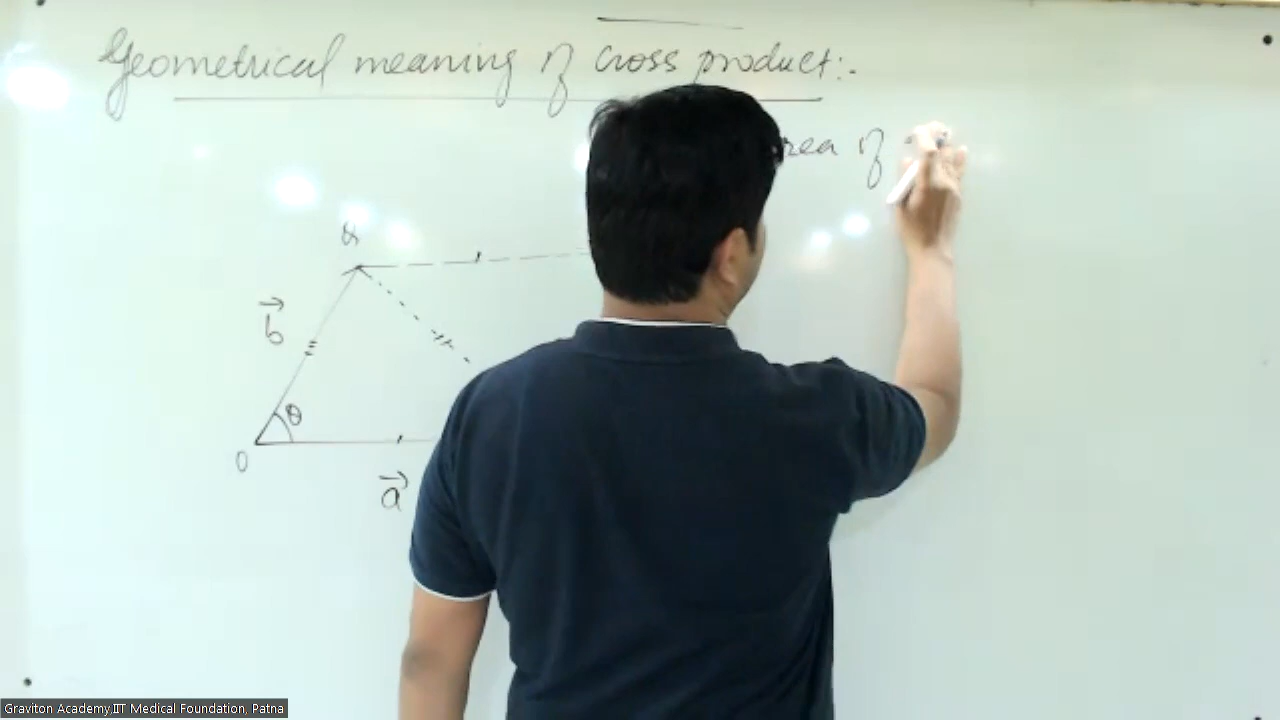 Geometrical meaning of cross product:.
rea of
b
θ
O
a
Graviton Academy,IIT Medical Foundation, Patna